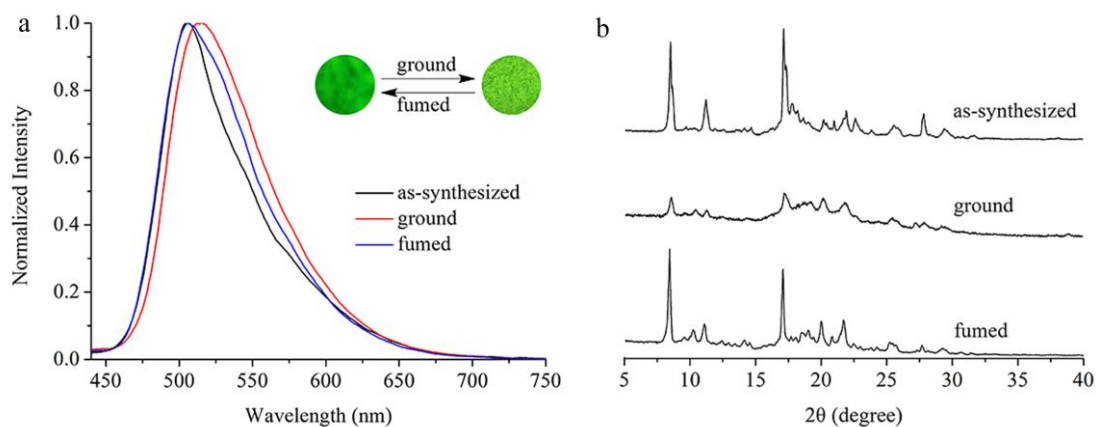 a
1.0
0.8
0.6
0.4
0.2
0.0
Normalized Intensity
ground
fumed
as-synthesized
ground
fumed
450 500 550 600 650 700 750
Wavelength (nm)
b
as-synthesized
ground
fumed
5 10 15 20 25 30 35 40
2θ (degree)